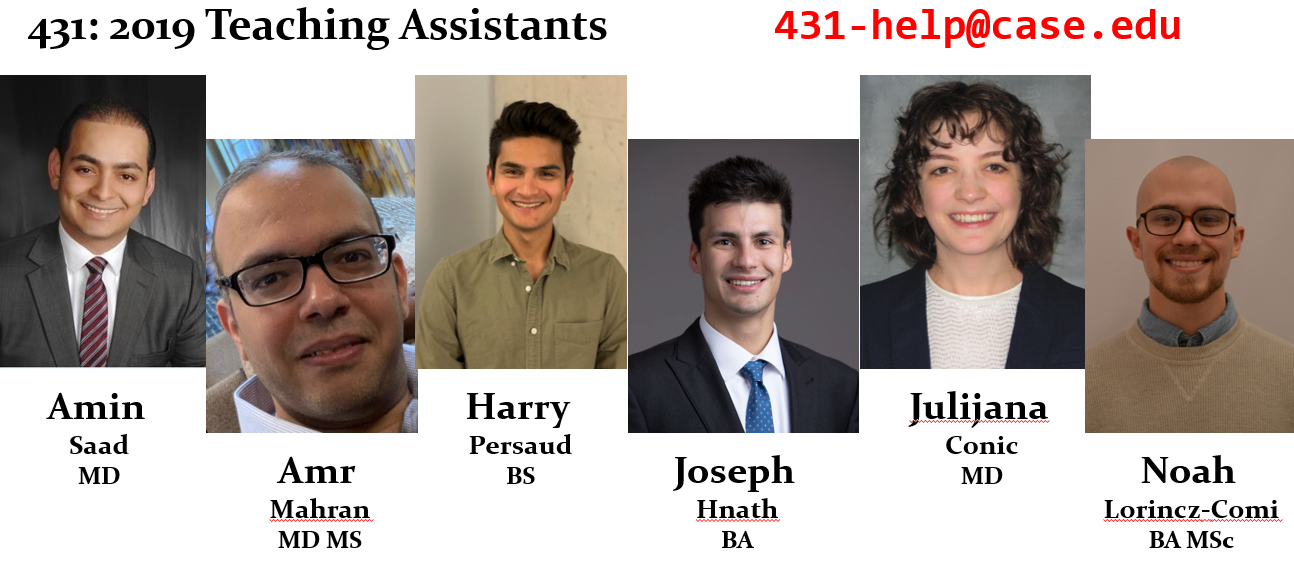 431: 2019 Teaching Assistants
431-help@case.edu
Amin
Saad
MD
Amr
Mahran
MD MS
Harry
Persaud
BS
Joseph
Hnath
BA
Julijana
Conic
MD
Noah
Lorincz-Comi
BA MSc